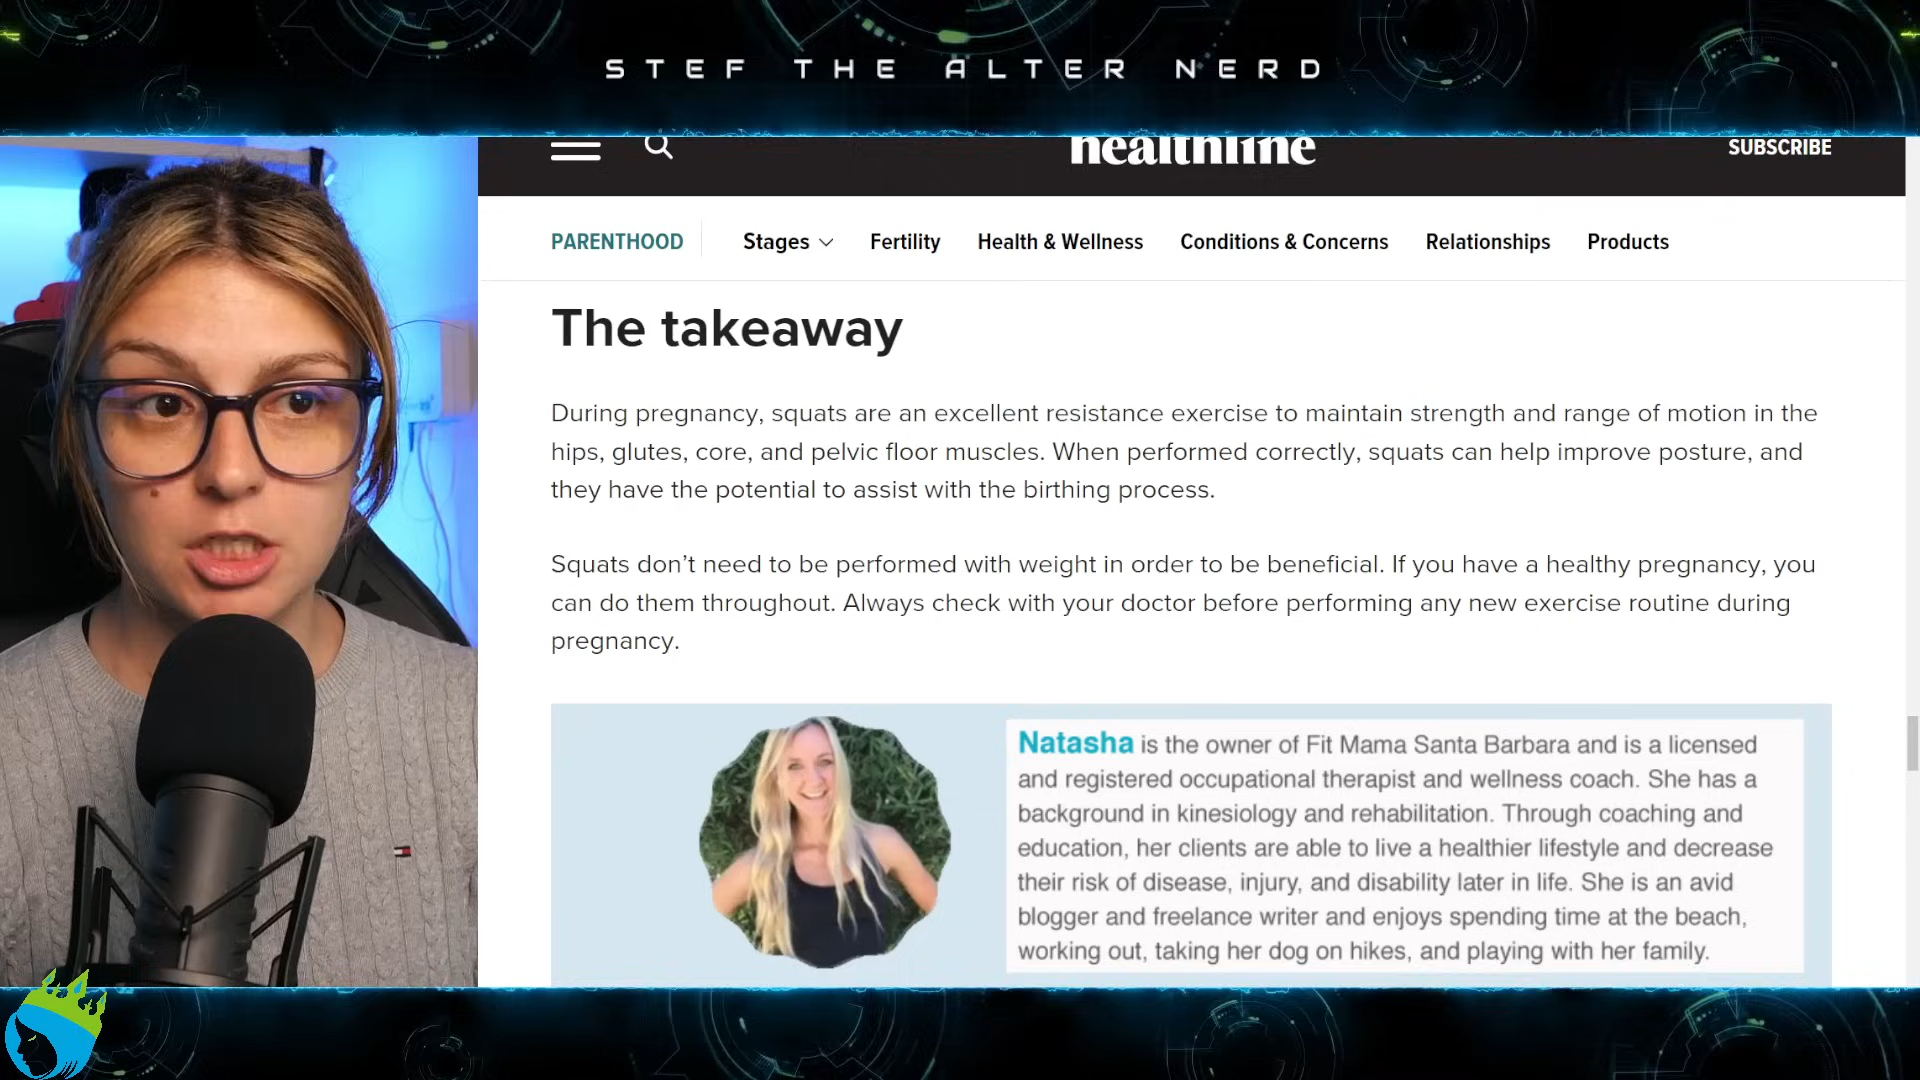 STEF THE ALTER NERD
healthline
SUBSCRIBE
PARENTHOOD
Stages
Fertility
Health & Wellness
Conditions & Concerns
Relationships
Products
The takeaway
During pregnancy, squats are an excellent resistance exercise to maintain strength and range of motion in the
hips, glutes, core, and pelvic floor muscles. When performed correctly, squats can help improve posture, and
they have the potential to assist with the birthing process.
Squats don’t need to be performed with weight in order to be beneficial. If you have a healthy pregnancy, you
can do them throughout. Always check with your doctor before performing any new exercise routine during
pregnancy.
Natasha is the owner of Fit Mama Santa Barbara and is a licensed
and registered occupational therapist and wellness coach. She has a
background in kinesiology and rehabilitation. Through coaching and
education, her clients are able to live a healthier lifestyle and decrease
their risk of disease, injury, and disability later in life. She is an avid
blogger and freelance writer and enjoys spending time at the beach,
working out, taking her dog on hikes, and playing with her family.